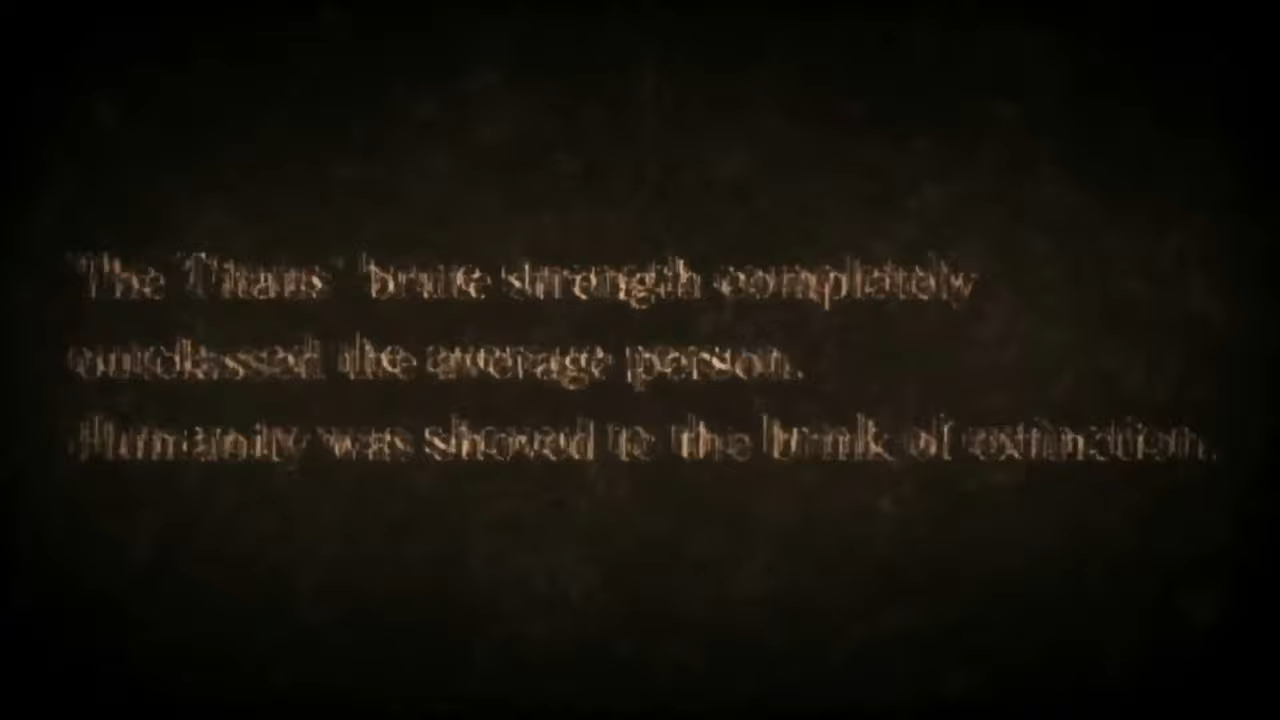 The Titans' brute strength completely
outclassed the average person.
Humanity was shoved to the brink of extinction.